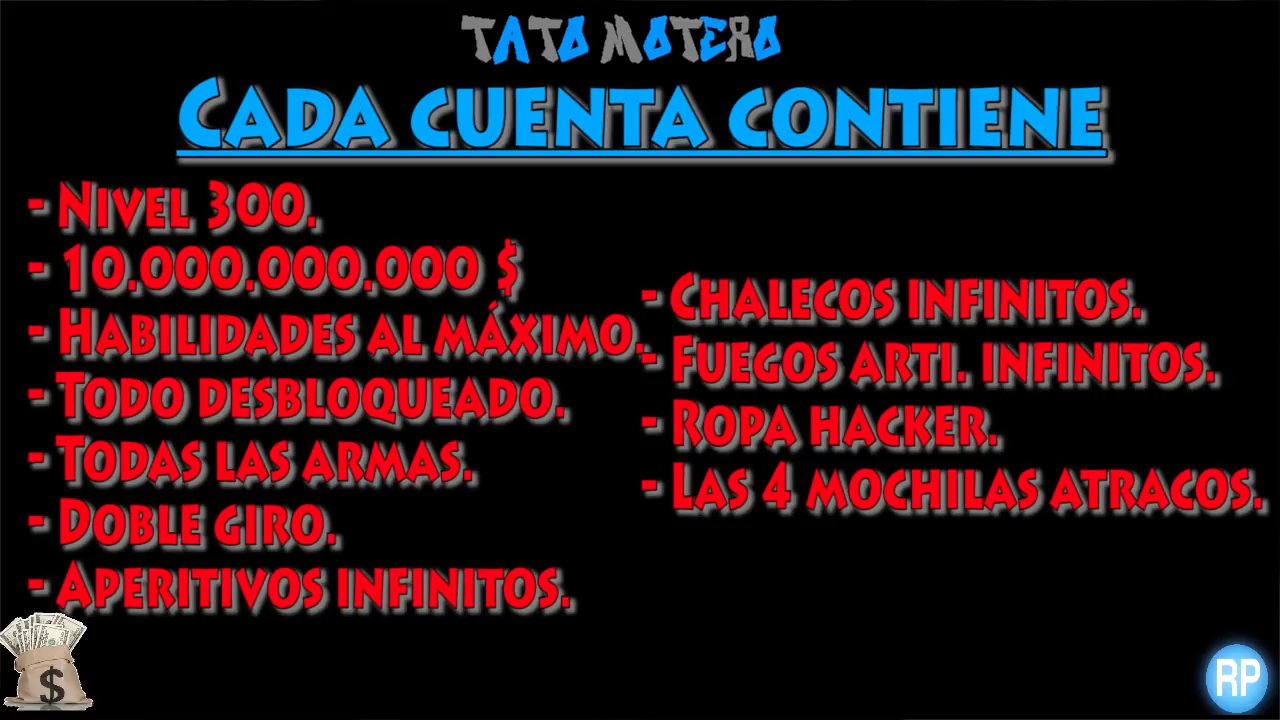 TATO MOTERO
CADA CUENTA CONTIENE
- NIVEL 300.
- 10.000.000.000 $
- HABILIDADES AL MÁXIMO.
- TODO DESBLOQUEADO.
- TODAS LAS ARMAS.
- DOBLE GIRO.
- APERITIVOS INFINITOS.
- CHALECOS INFINITOS.
- FUEGOS ARTI. INFINITOS.
- ROPA HACKER.
- LAS 4 MOCHILAS ATRACOS.
$
RP